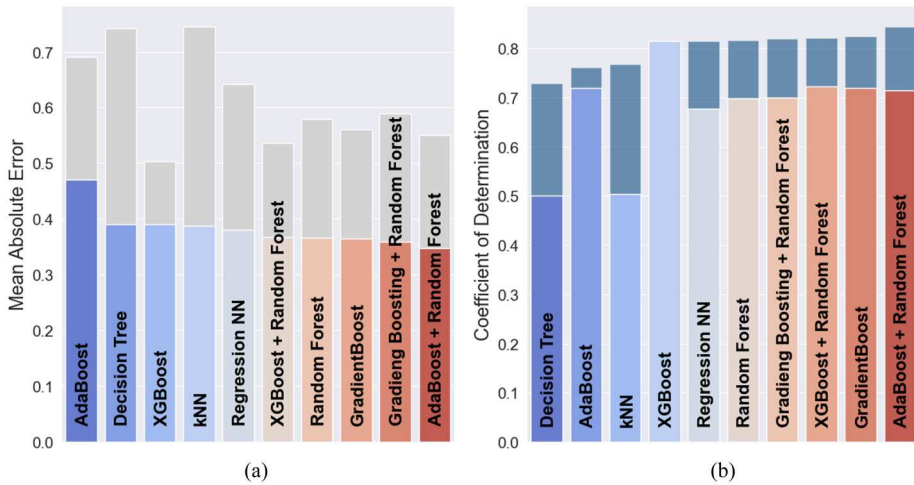 Mean Absolute Error
0.7
0.6
0.5
0.4
0.3
0.2
0.1
0.0
AdaBoost
Decision Tree
XGBoost
kNN
Regression NN
XGBoost + Random Forest
Random Forest
GradientBoost
Gradieng Boosting + Random Forest
AdaBoost + Random Forest
(a)
Coefficient of Determination
0.8
0.7
0.6
0.5
0.4
0.3
0.2
0.1
0.0
Decision Tree
AdaBoost
kNN
XGBoost
Regression NN
Random Forest
Gradieng Boosting + Random Forest
XGBoost + Random Forest
GradientBoost
AdaBoost + Random Forest
(b)